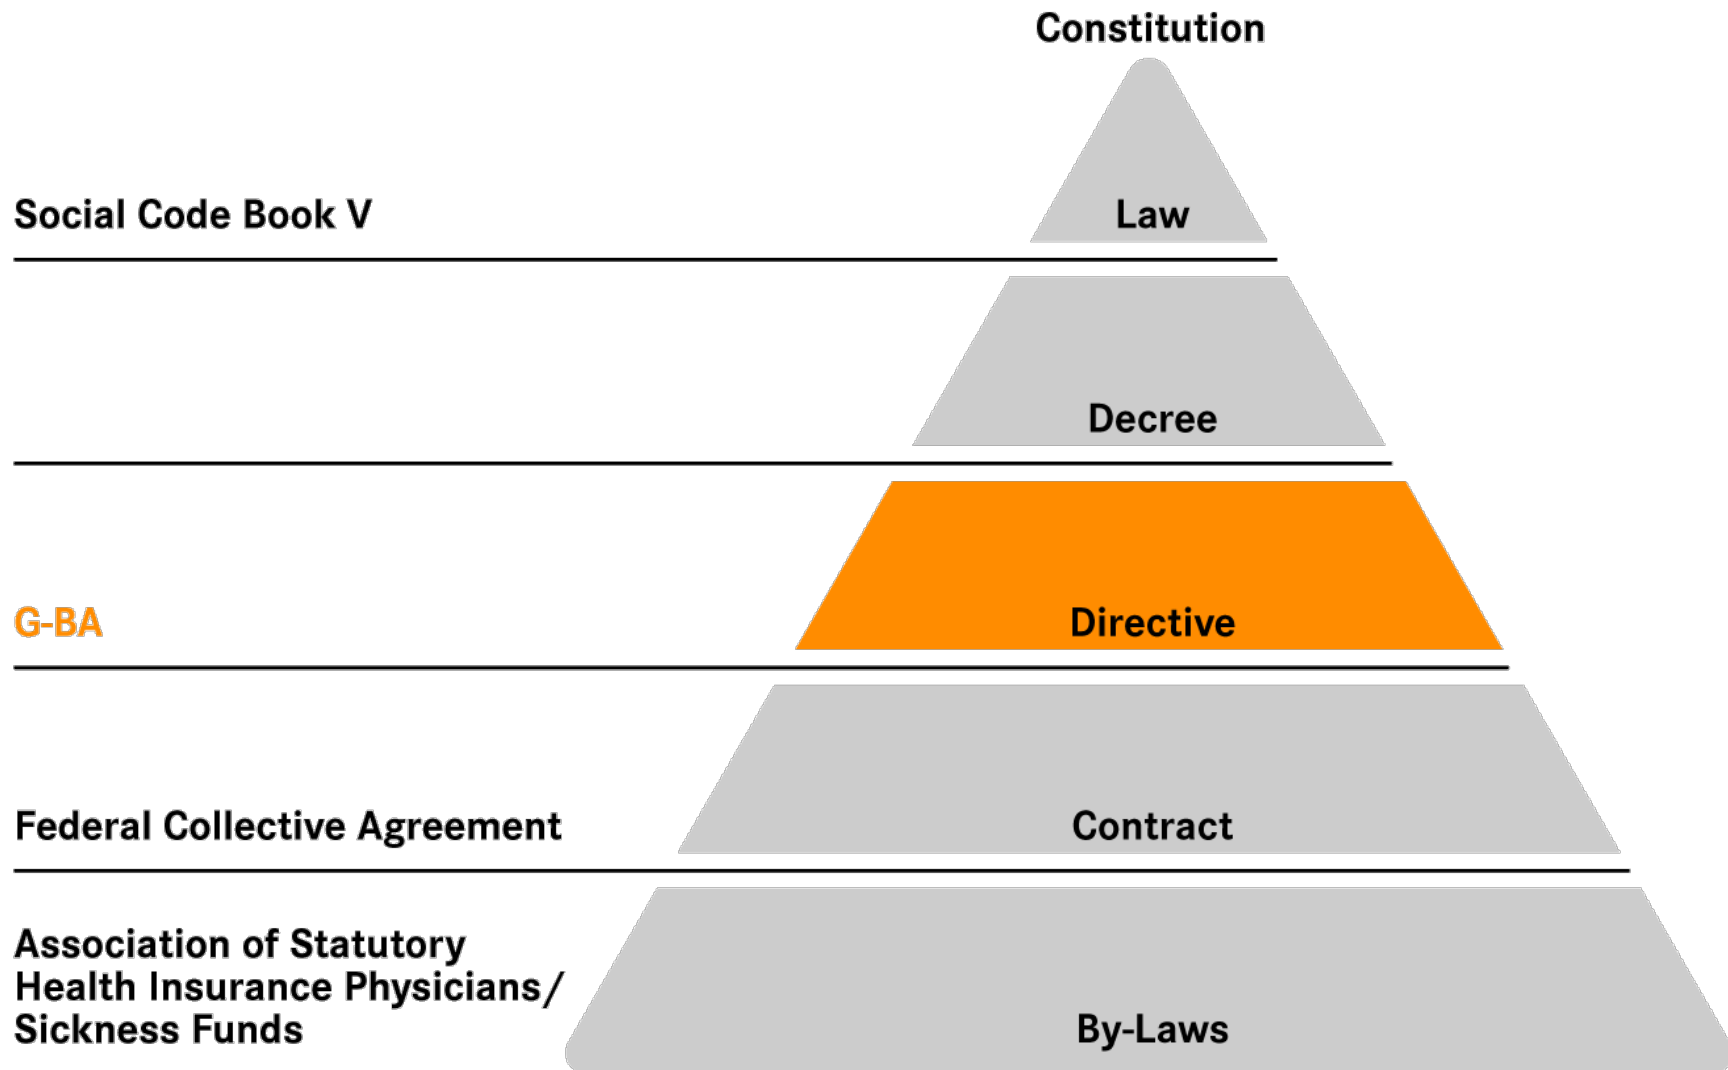 Constitution
Social Code Book V
Law
Decree
G-BA
Directive
Federal Collective Agreement
Contract
Association of Statutory
Health Insurance Physicians/
Sickness Funds
By-Laws